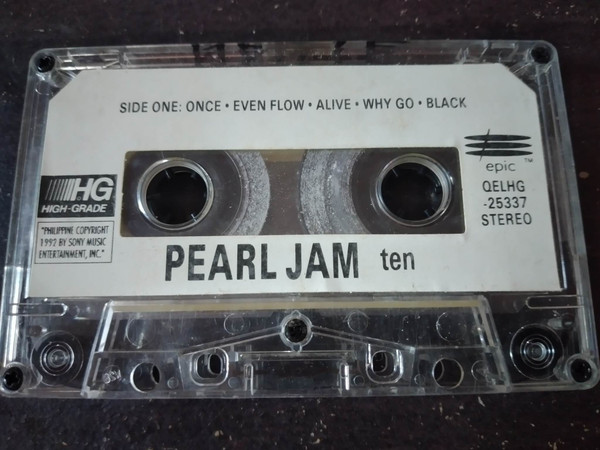 SIDE ONE: ONCE • EVEN FLOW • ALIVE • WHY GO • BLACK
epic™
HG
HIGH-GRADE
QELHG
-25337
STEREO
"PHILIPPINE COPYRIGHT
1992 BY SONY MUSIC
ENTERTAINMENT, INC."
PEARL JAM ten